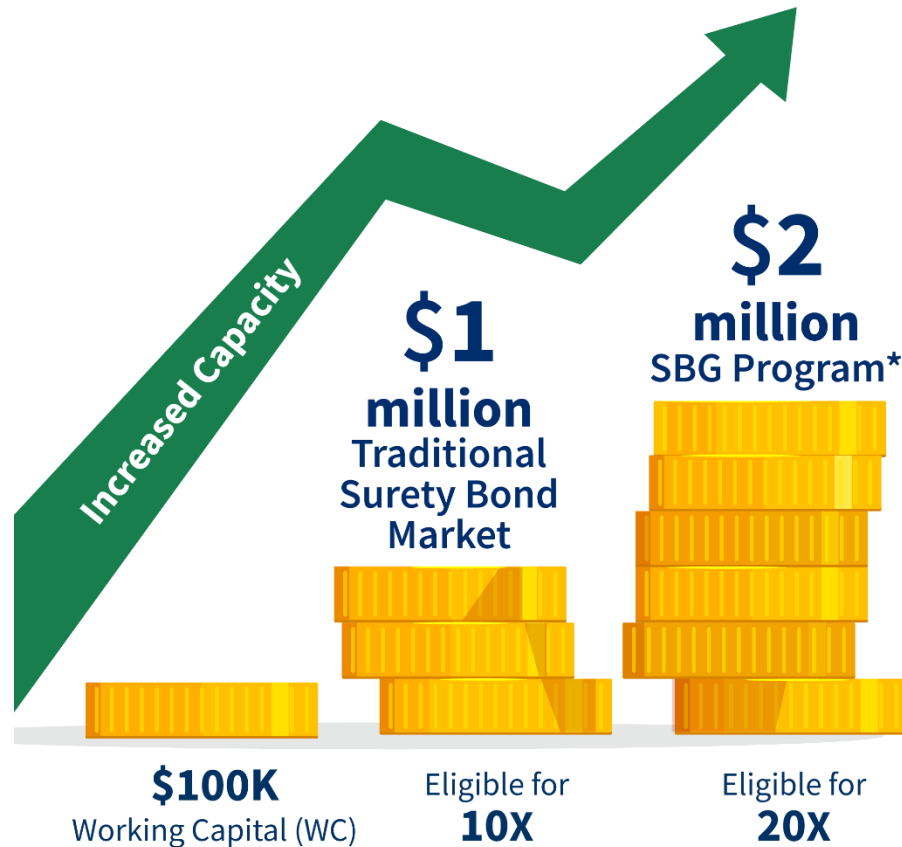 Increased Capacity
$1
million
Traditional
Surety Bond
Market
$2
million
SBG Program*
$100K
Working Capital (WC)
Eligible for
10X
Eligible for
20X